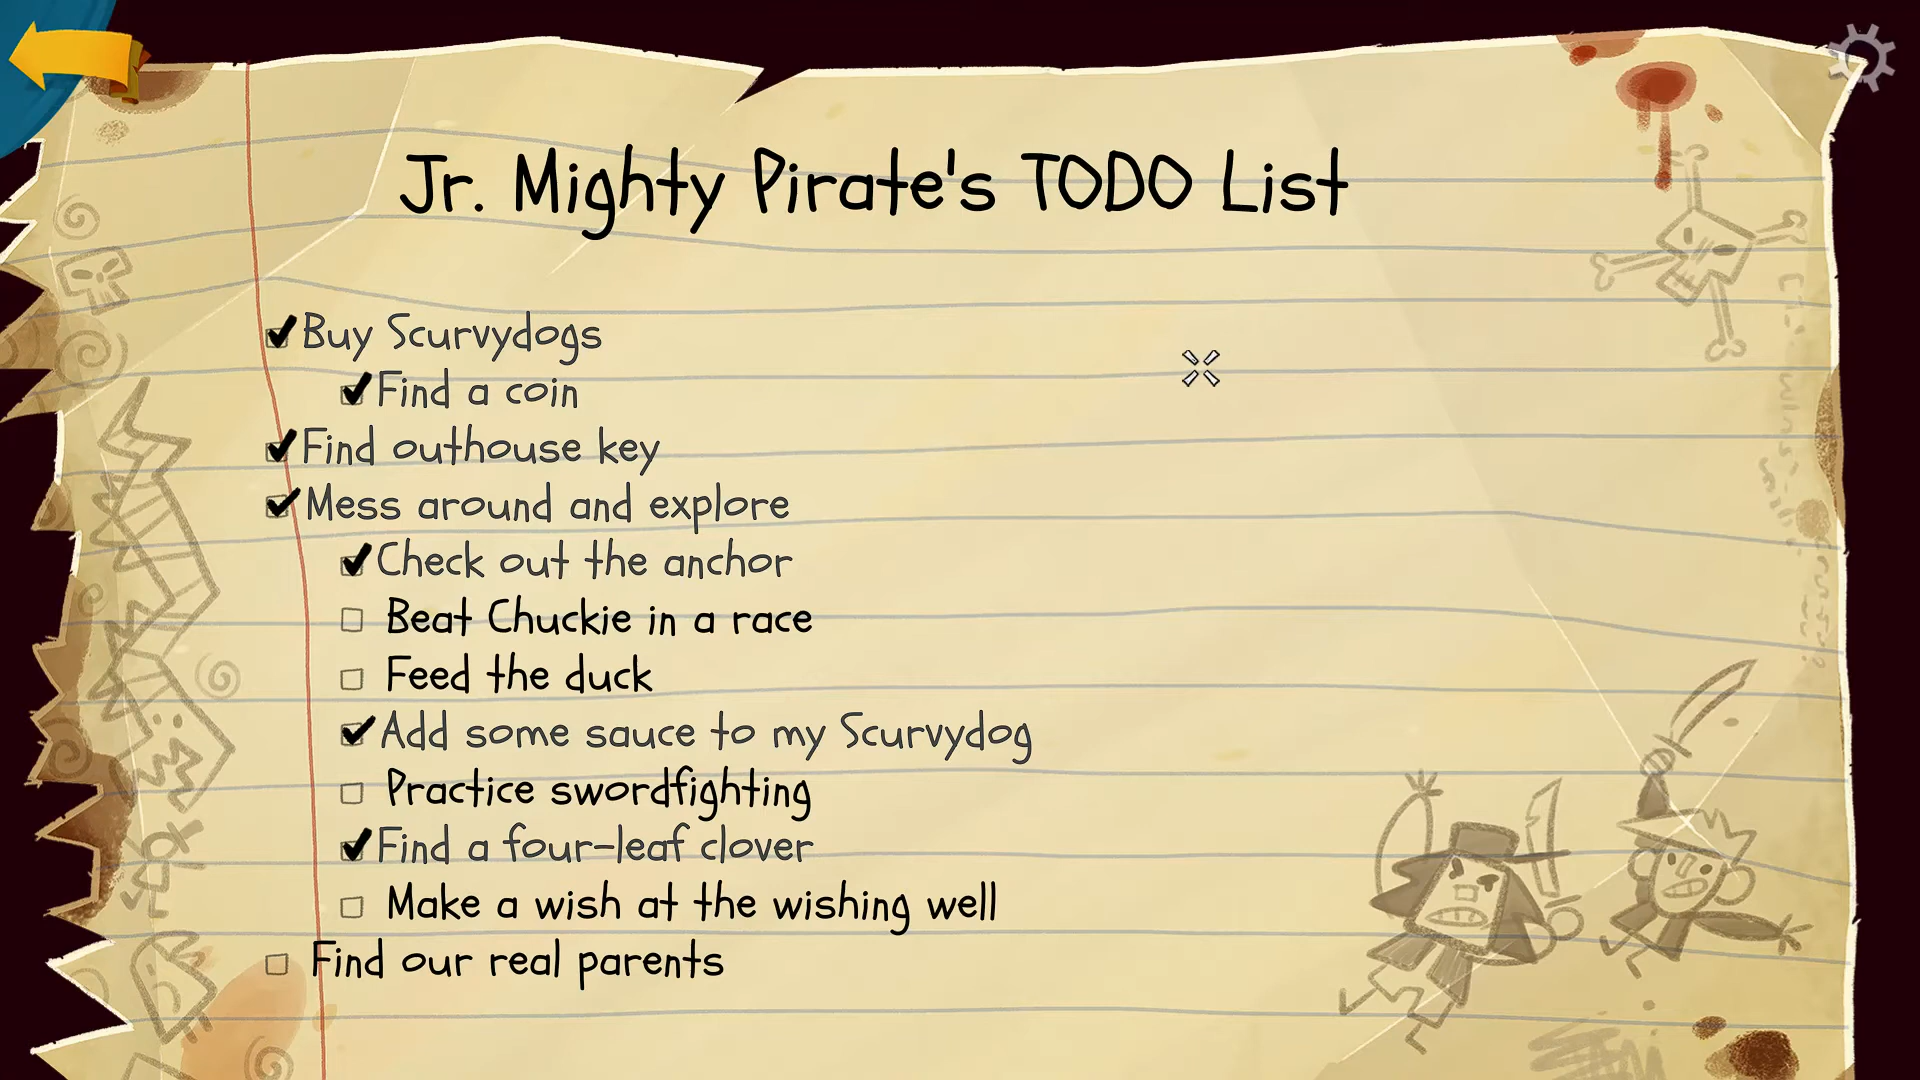 Jr. Mighty Pirate's TODO List
Buy Scurvydogs
Find a coin
Find outhouse key
Mess around and explore
Check out the anchor
Beat Chuckie in a race
Feed the duck
Add some sauce to my Scurvydog
Practice swordfighting
Find a four-leaf clover
Make a wish at the wishing well
Find our real parents